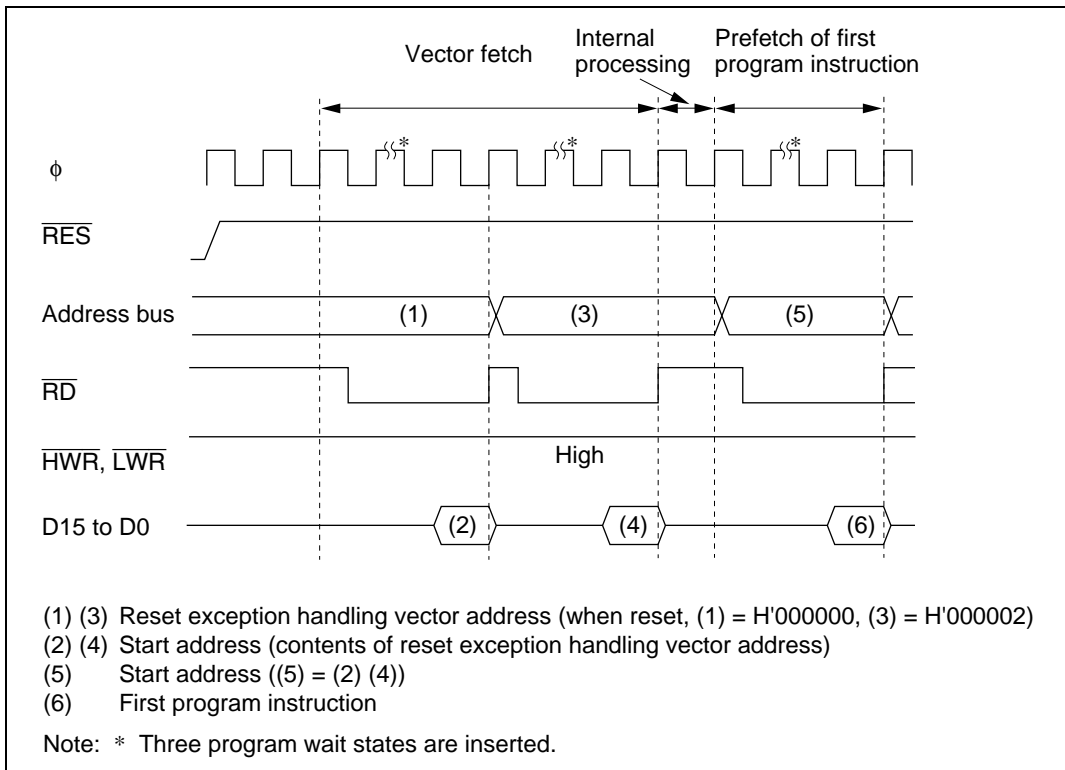 Vector fetch
Internal
processing
Prefetch of first
program instruction
ϕ
*
*
*
RES
Address bus
(1)
(3)
(5)
RD
HWR, LWR
High
D15 to D0
(2)
(4)
(6)
(1) (3) Reset exception handling vector address (when reset, (1) = H'000000, (3) = H'000002)
(2) (4) Start address (contents of reset exception handling vector address)
(5) Start address ((5) = (2) (4))
(6) First program instruction
Note: * Three program wait states are inserted.